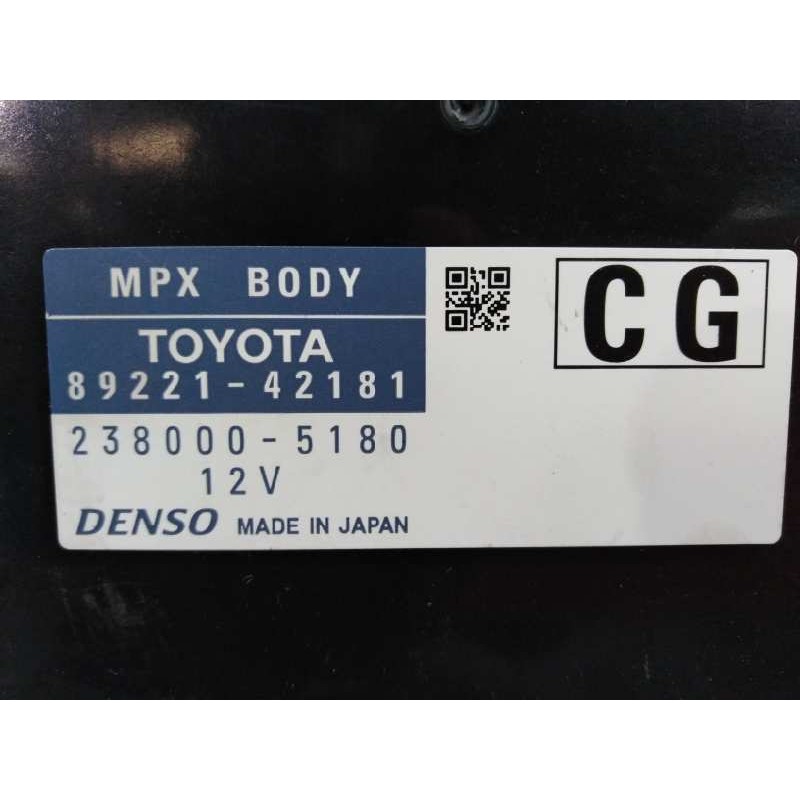 MPX BODY
CG
TOYOTA
89221-42181
238000-5180
12V
DENSO MADE IN JAPAN